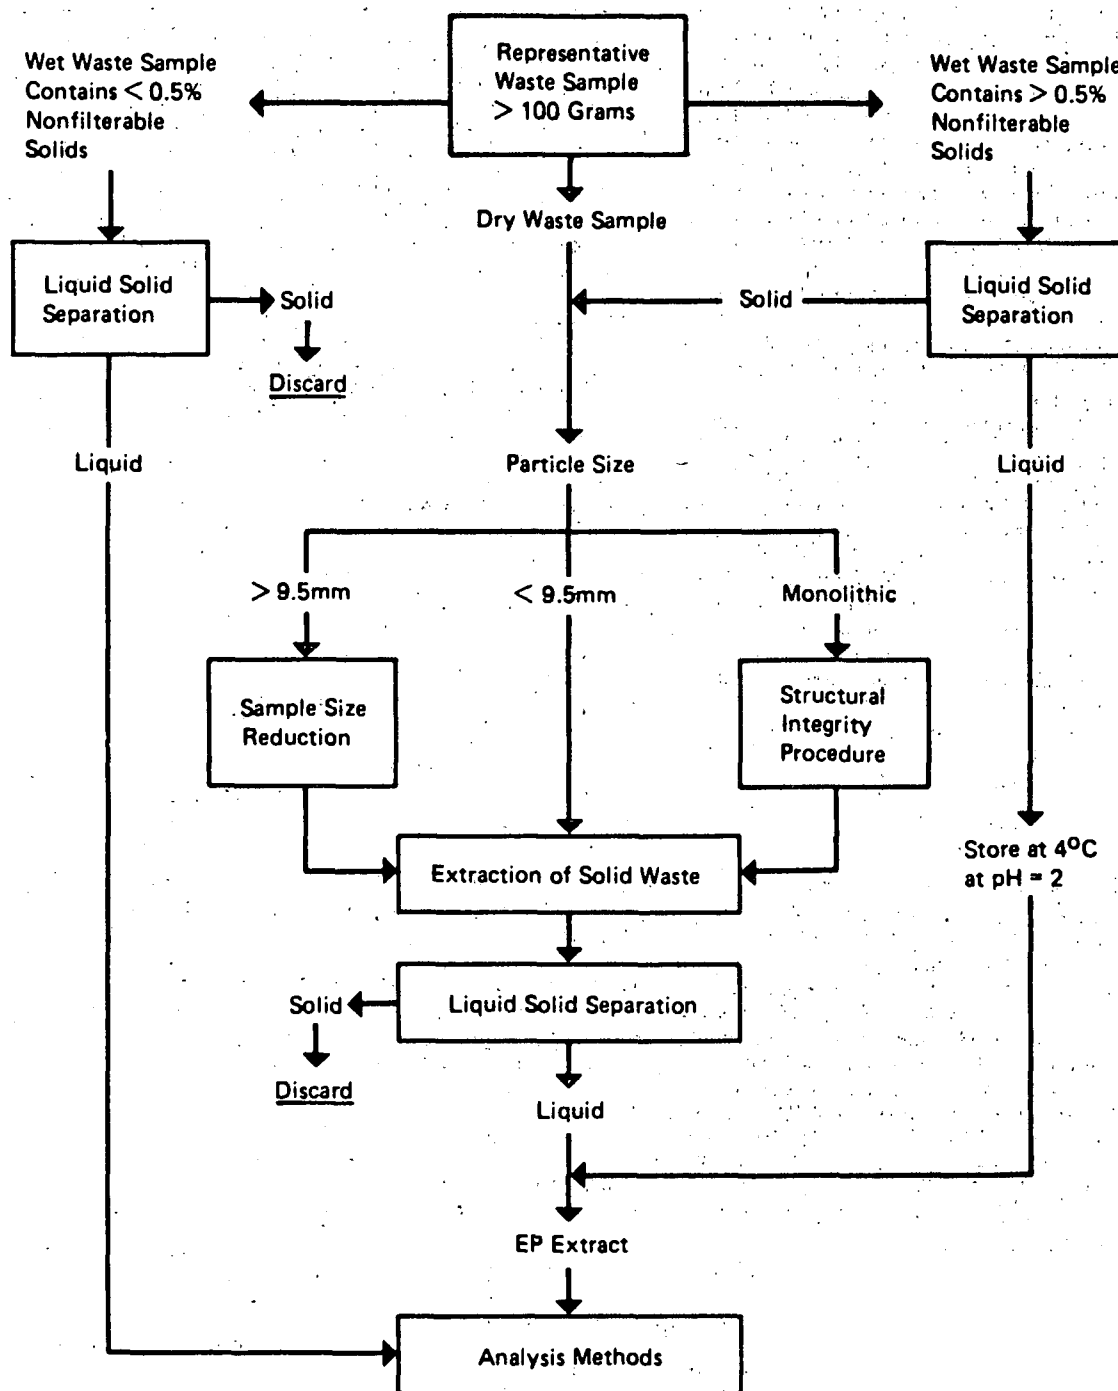 Representative
Waste Sample
> 100 Grams
Wet Waste Sample
Contains < 0.5%
Nonfilterable
Solids
Wet Waste Sample
Contains > 0.5%
Nonfilterable
Solids
Dry Waste Sample
Liquid Solid
Separation
Solid
Discard
Solid
Liquid Solid
Separation
Liquid
Particle Size
Liquid
> 9.5mm
< 9.5mm
Monolithic
Sample Size
Reduction
Structural
Integrity
Procedure
Extraction of Solid Waste
Store at 4°C
at pH = 2
Liquid Solid Separation
Solid
Discard
Liquid
EP Extract
Analysis Methods